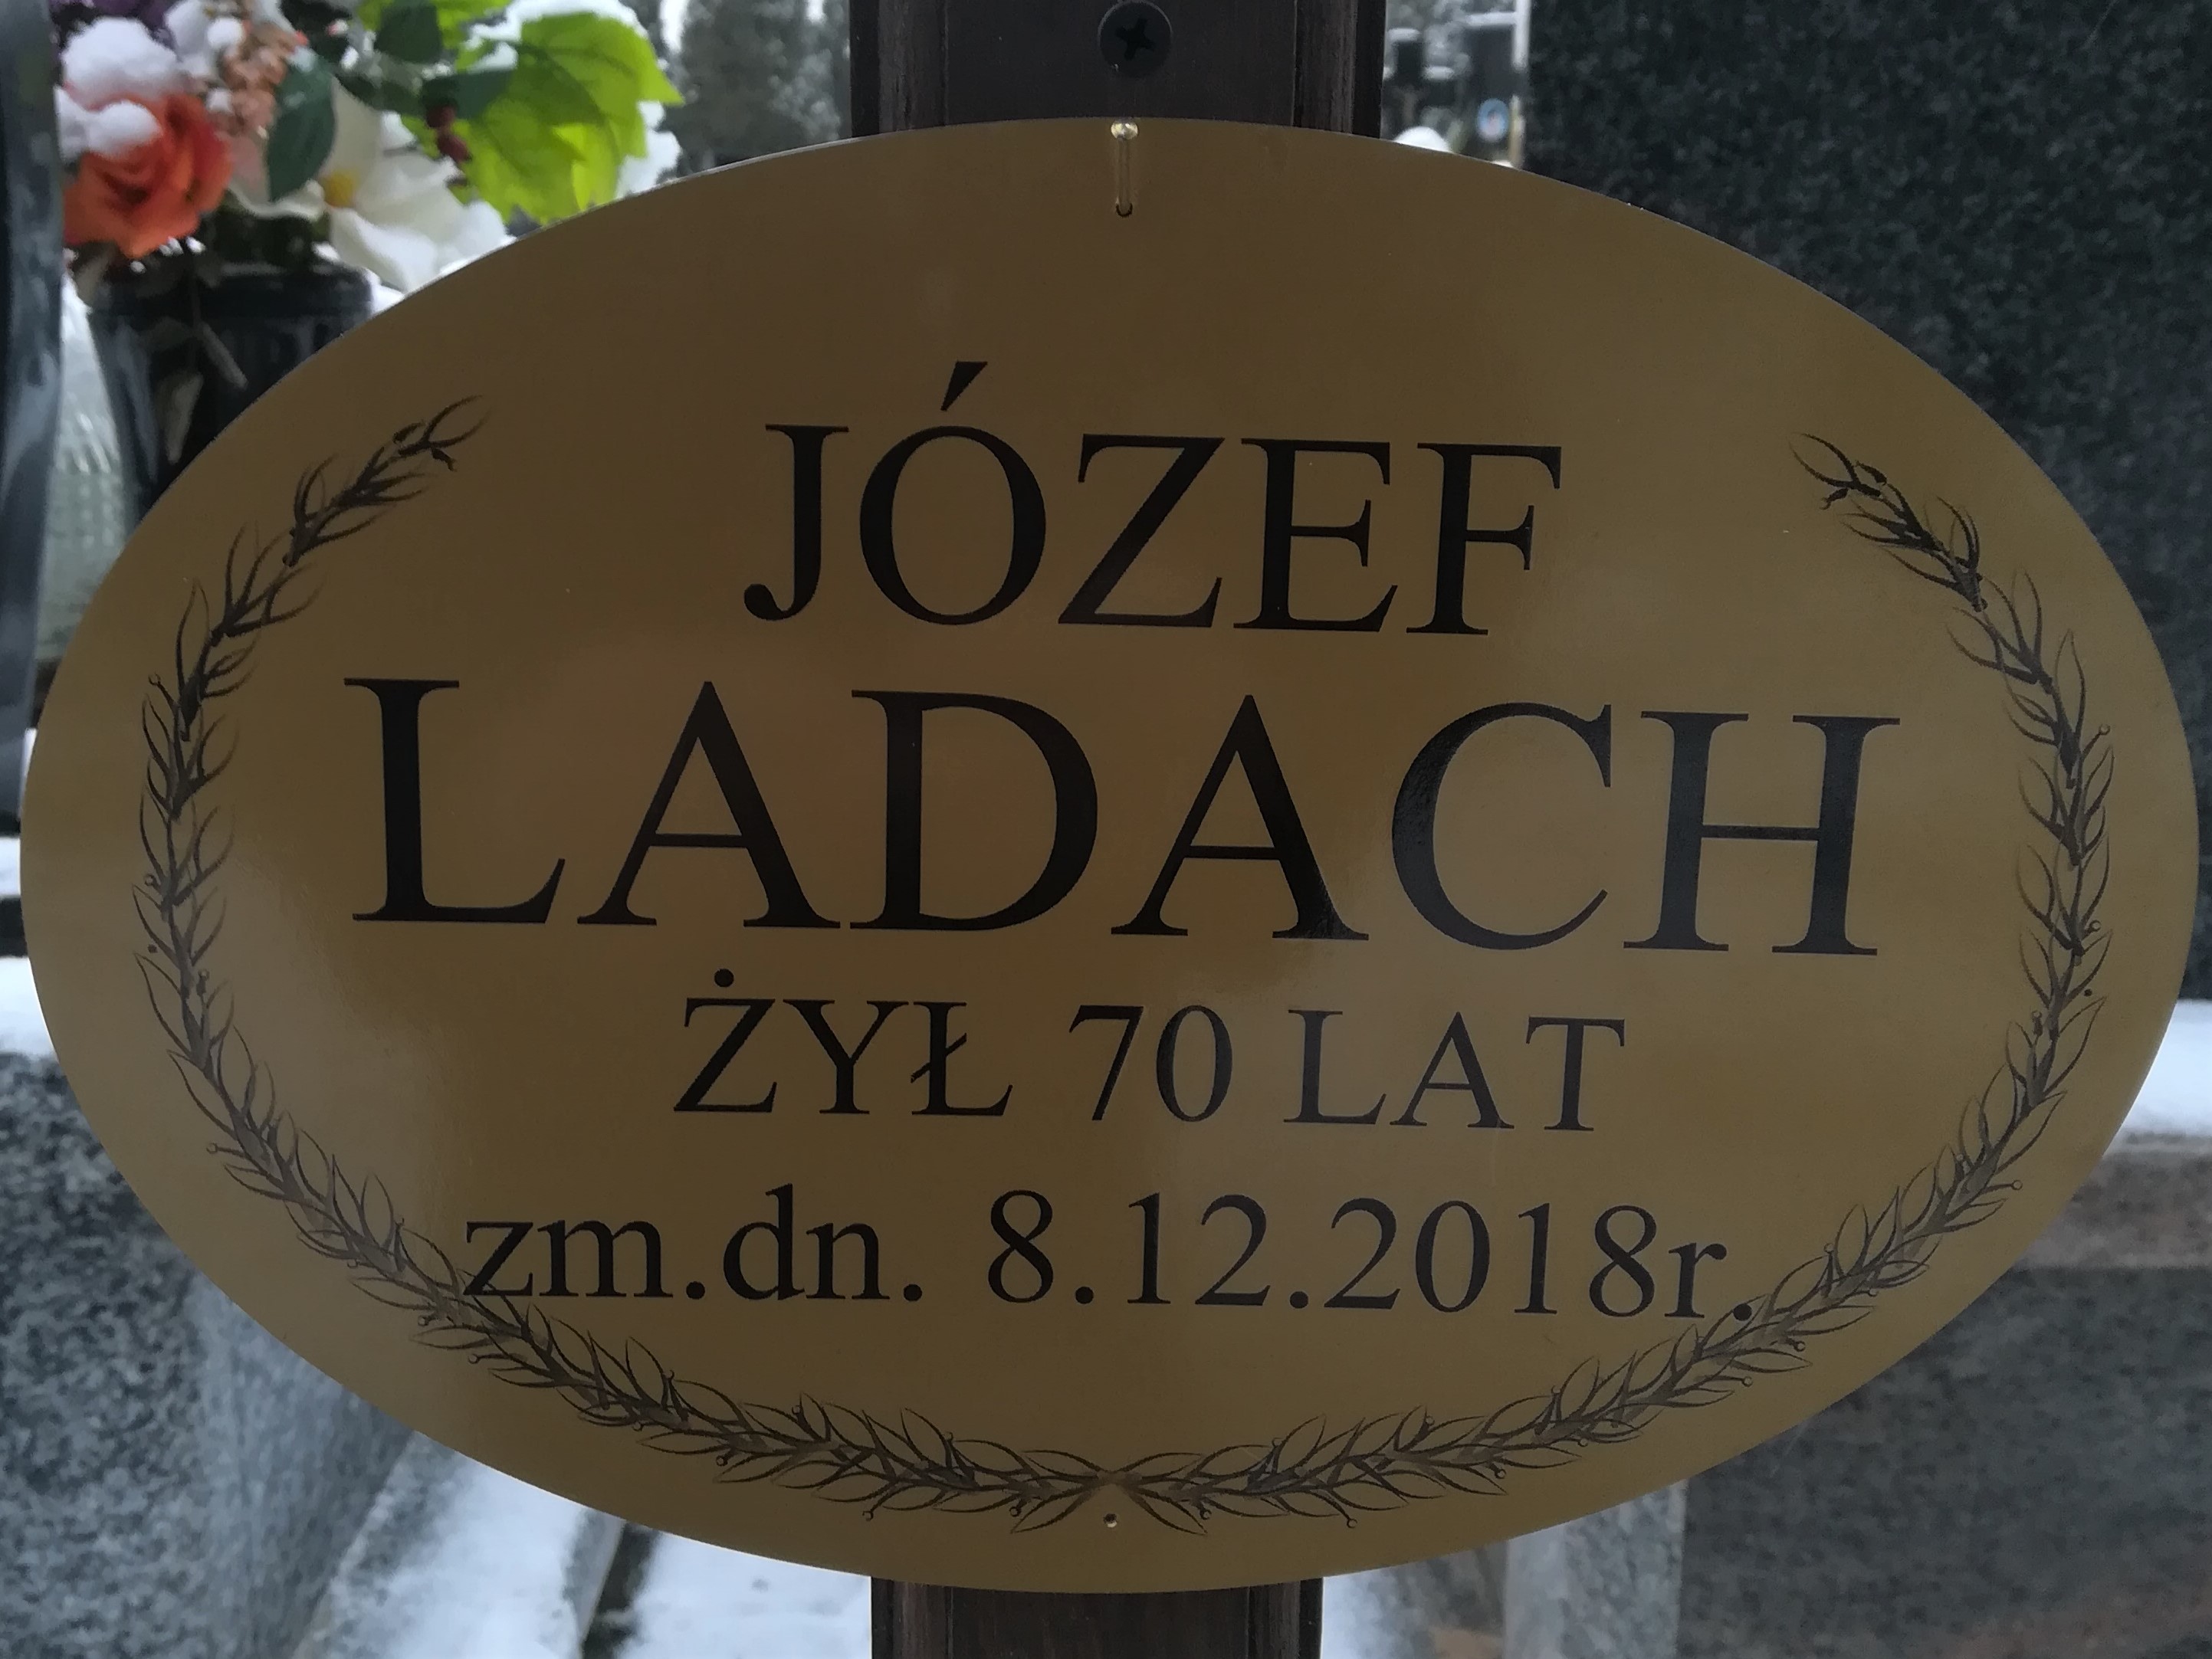 JÓZEF
LADACH
ŻYŁ 70 LAT
zm.dn. 8.12.2018r.